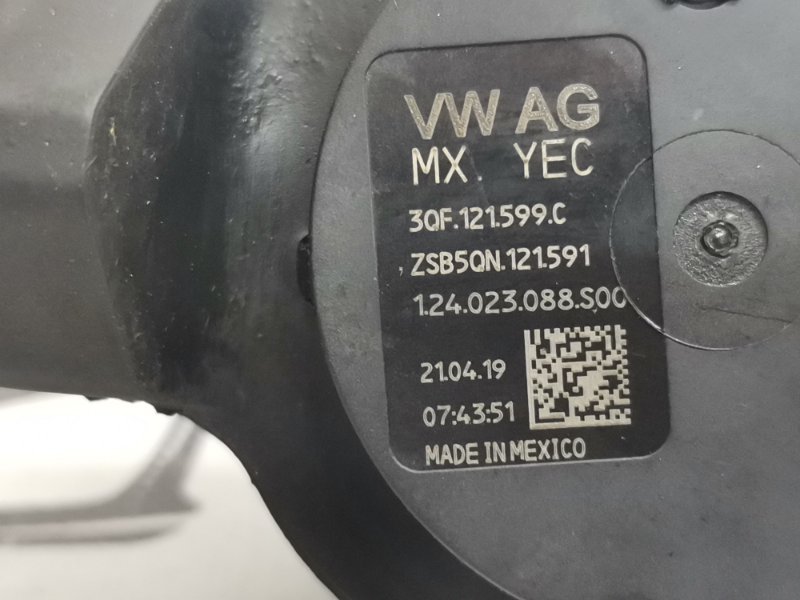 VW AG
MX YEC
3QF.121.599.C
ZSB5QN.121.591
1.24.023.088.S00
21.04.19
07:43:51
MADE IN MEXICO